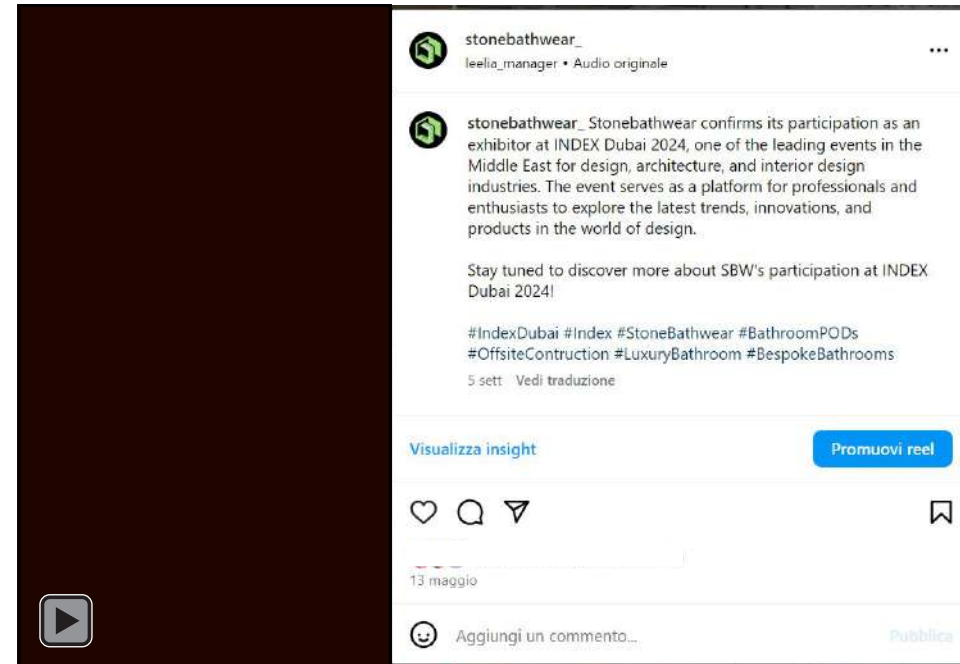 stonebathwear_
leelia_manager • Audio originale
stonebathwear_ Stonebathwear confirms its participation as an
exhibitor at INDEX Dubai 2024, one of the leading events in the
Middle East for design, architecture, and interior design
industries. The event serves as a platform for professionals and
enthusiasts to explore the latest trends, innovations, and
products in the world of design.
Stay tuned to discover more about SBW's participation at INDEX
Dubai 2024!
#IndexDubai #Index #StoneBathwear #BathroomPODs
#OffsiteContruction #LuxuryBathroom #BespokeBathrooms
5 sett Vedi traduzione
Visualizza insight
Promuovi reel
13 maggio
Aggiungi un commento...
Pubblica